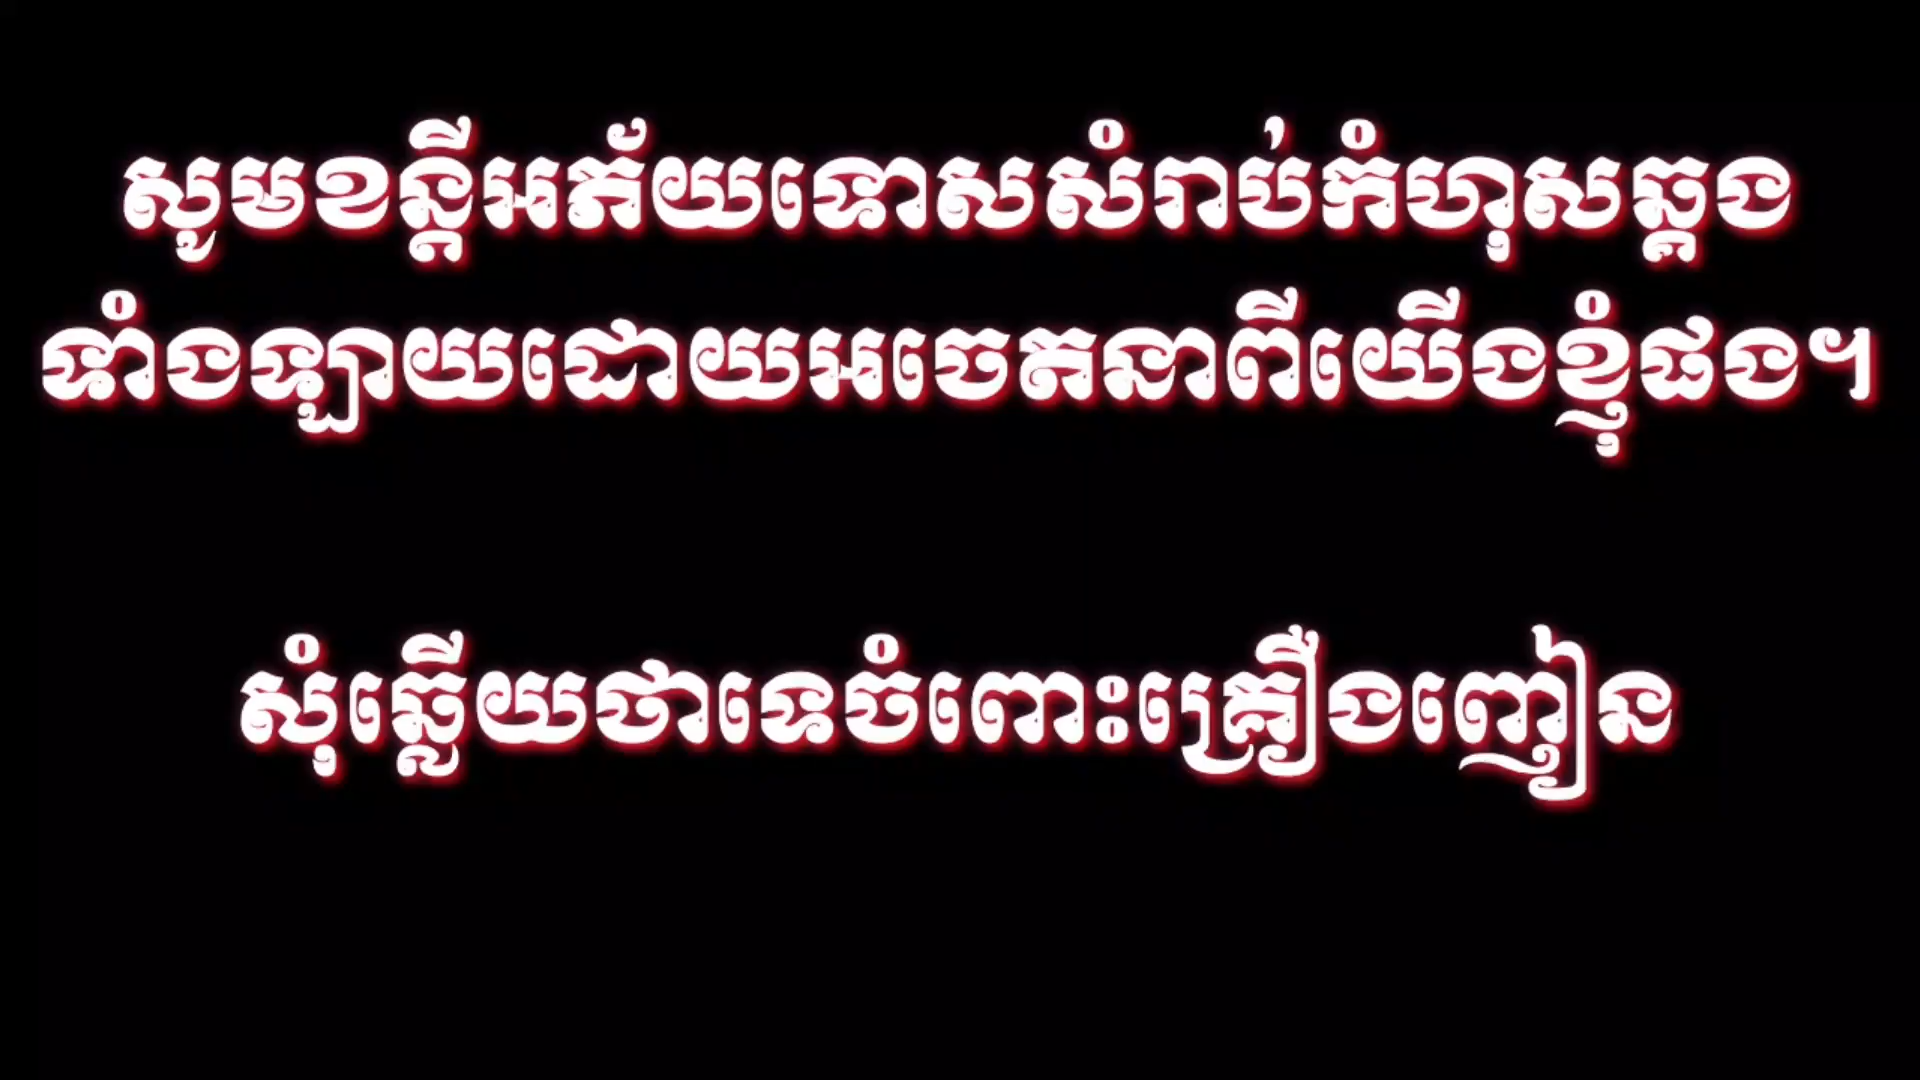 សូមខន្តីអភ័យទោសសំរាប់កំហុសឆ្គង
ទាំងឡាយដោយអចេតនាពីយើងខ្ញុំផង។
សុំឆ្លើយថាទេចំពោះគ្រឿងញៀន